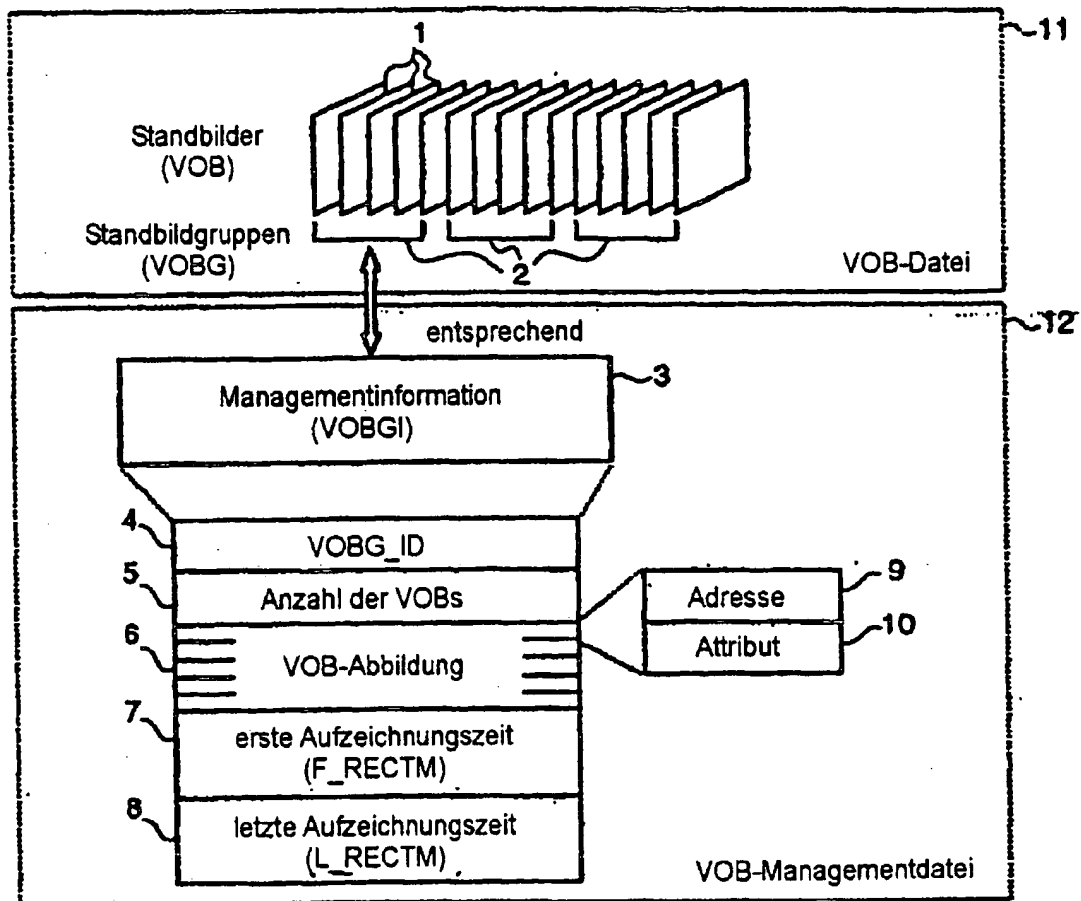 1
11
Standbilder
(VOB)
Standbildgruppen
(VOBG)
2
VOB-Datei
12
entsprechend
3
Managementinformation
(VOBGI)
4
VOBG_ID
5
Anzahl der VOBs
9
Adresse
6
VOB-Abbildung
10
Attribut
7
erste Aufzeichnungszeit
(F_RECTM)
8
letzte Aufzeichnungszeit
(L_RECTM)
VOB-Managementdatei